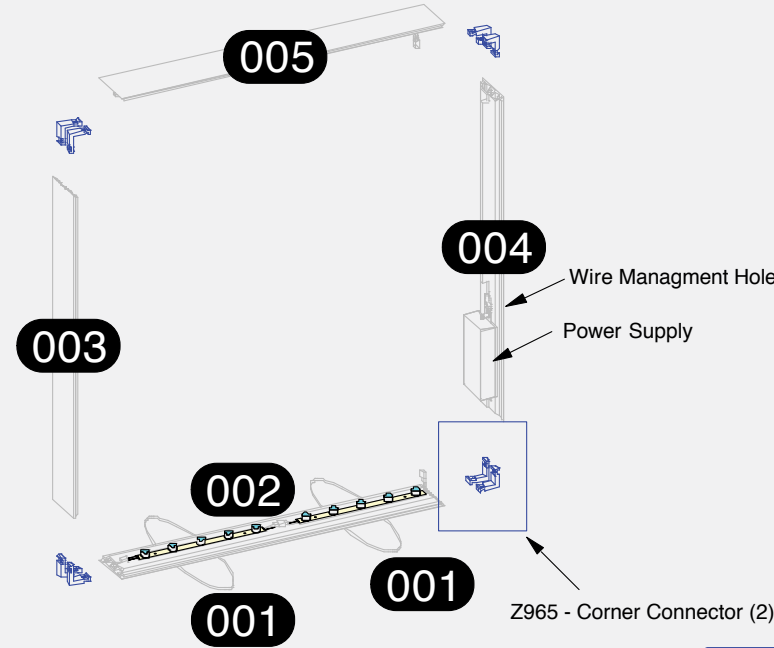 005
004
Wire Managment Hole
Power Supply
003
002
001
001
Z965 - Corner Connector (2)